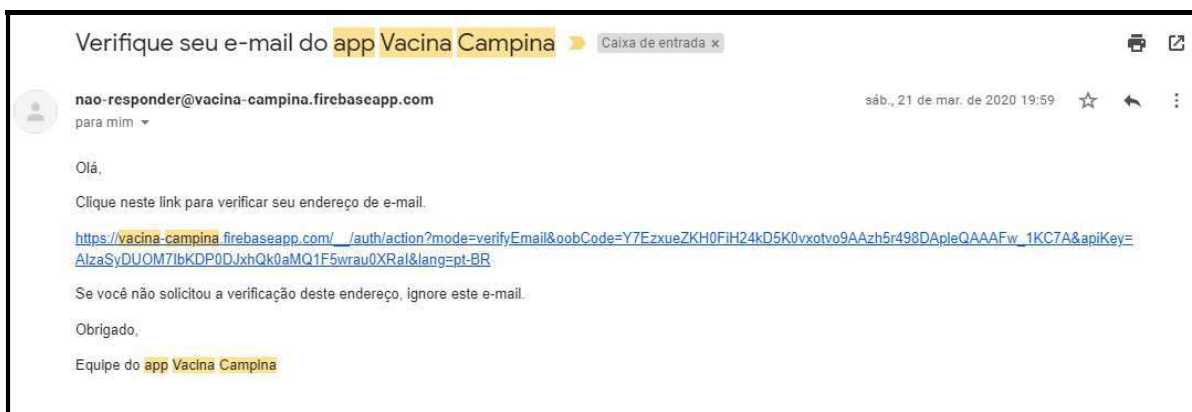 Verifique seu e-mail do app Vacina Campina Caixa de entrada x
nao-responder@vacina-campina.firebaseapp.com sáb., 21 de mar. de 2020 19:59
para mim
Olá,
Clique neste link para verificar seu endereço de e-mail.
https://vacina-campina.firebaseapp.com/__/auth/action?mode=verifyEmail&oobCode=Y7EzxueZKH0FiH24kD5K0vxotvo9AAzh5r498DApleQAAAFw_1KC7A&apiKey=
AIzaSyDUOM7IbKDP0DJxhQk0aMQ1F5wrau0XRaI&lang=pt-BR
Se você não solicitou a verificação deste endereço, ignore este e-mail.
Obrigado,
Equipe do app Vacina Campina